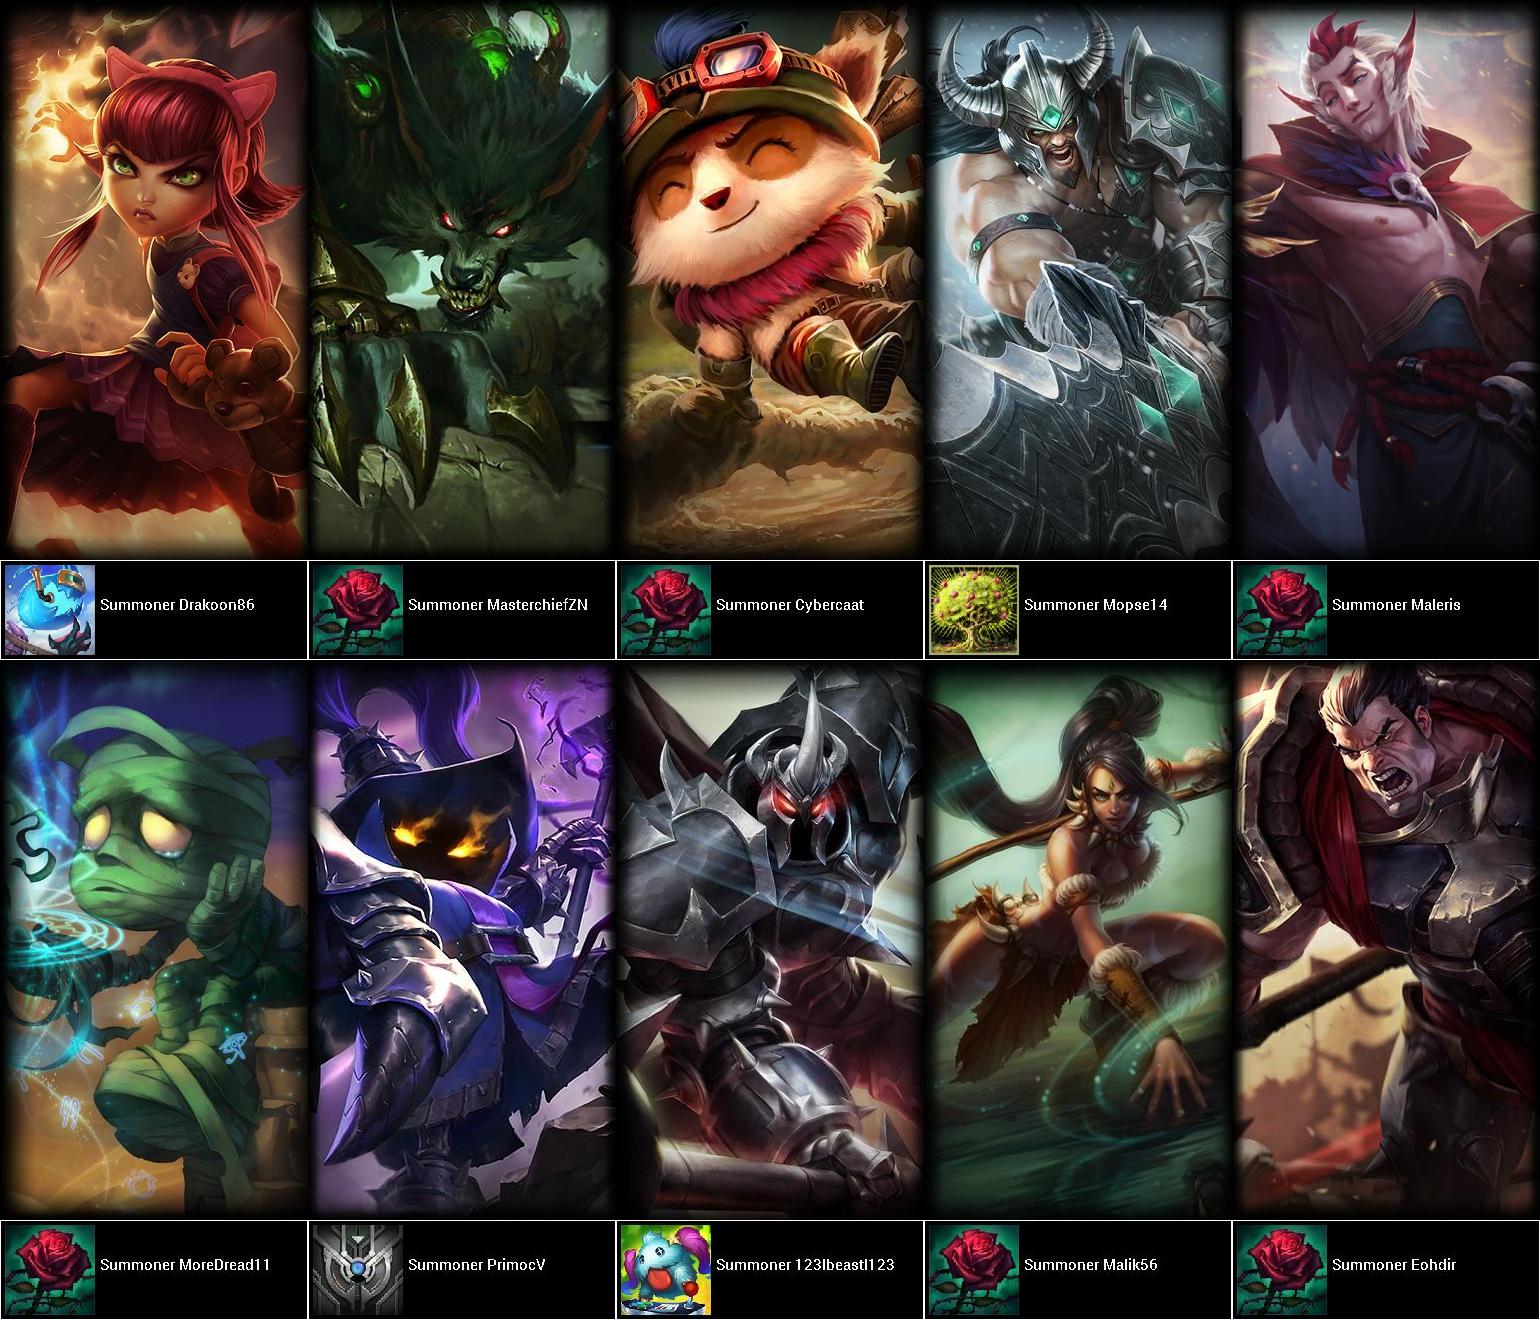 Summoner Drakoon86
Summoner MasterchiefZN
Summoner Cybercaat
Summoner Mopse14
Summoner Maleris
Summoner MoreDread11
Summoner PrimocV
Summoner 123lbeastl123
Summoner Malik56
Summoner Eohdir